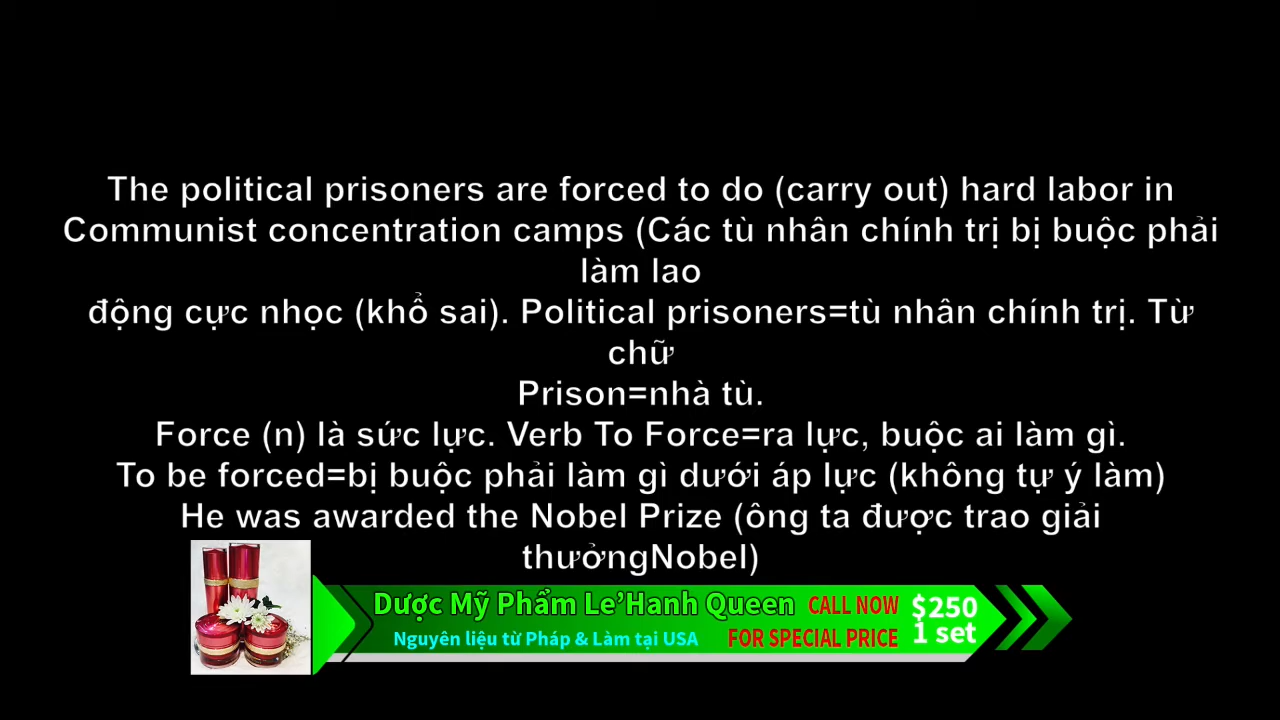 The political prisoners are forced to do (carry out) hard labor in
Communist concentration camps (Các tù nhân chính trị bị buộc phải
làm lao
động cực nhọc (khổ sai). Political prisoners=tù nhân chính trị. Từ
chữ
Prison=nhà tù.
Force (n) là sức lực. Verb To Force=ra lực, buộc ai làm gì.
To be forced=bị buộc phải làm gì dưới áp lực (không tự ý làm)
He was awarded the Nobel Prize (ông ta được trao giải
thưởngNobel)
Dược Mỹ Phẩm Le’Hanh Queen CALL NOW $250
Nguyên liệu từ Pháp & Làm tại USA FOR SPECIAL PRICE 1 set